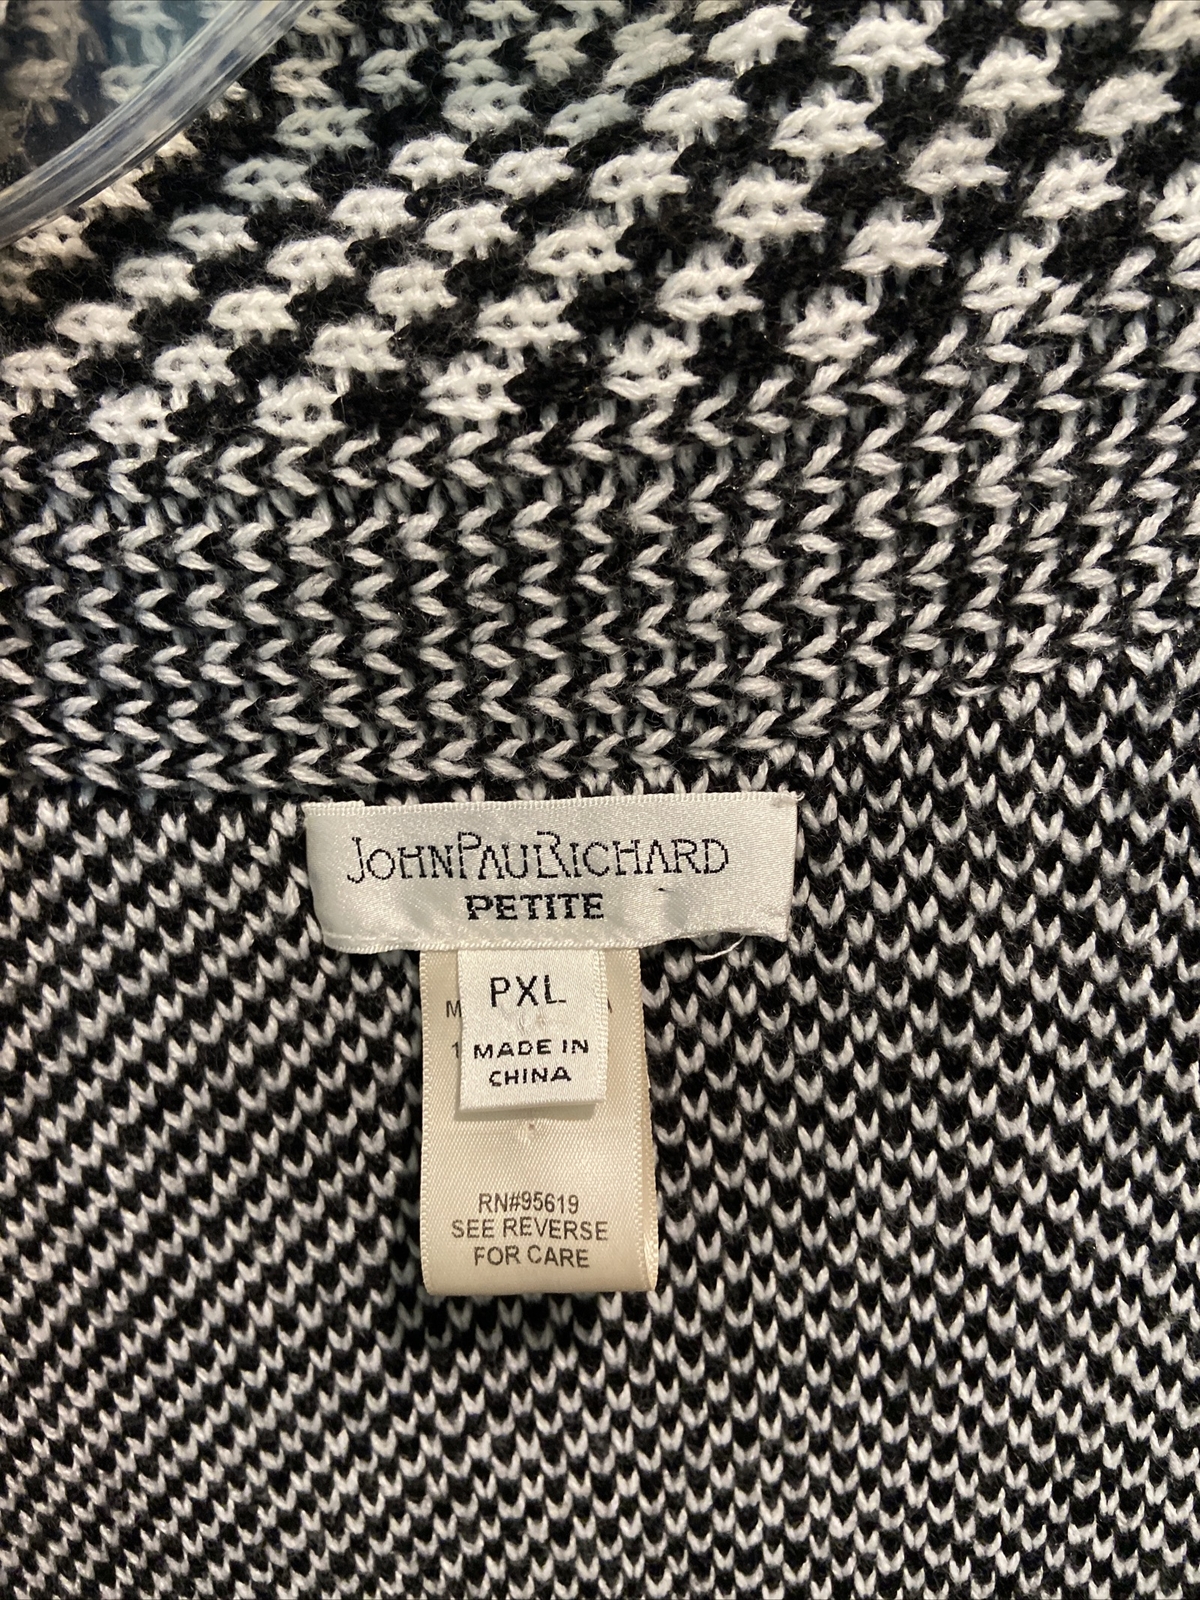 JOHNPAULRICHARD
PETITE
PXL
MADE IN
CHINA
RN#95619
SEE REVERSE
FOR CARE